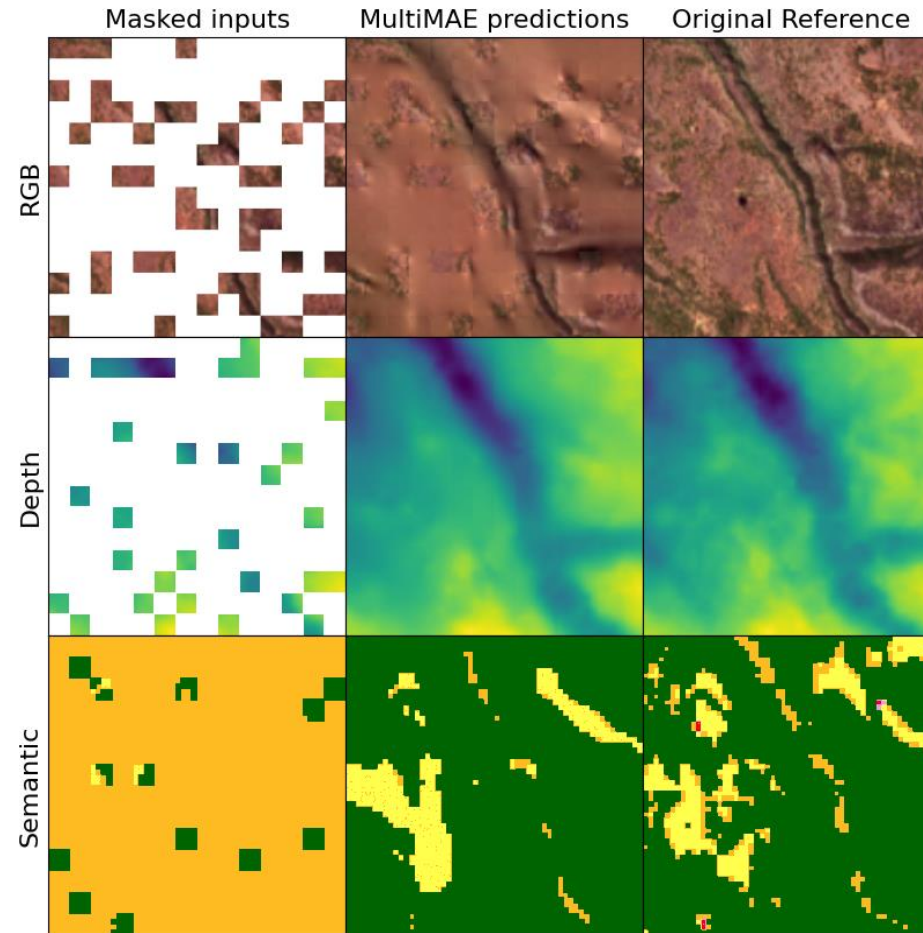 Masked inputs
MultiMAE predictions
Original Reference
RGB
Depth
Semantic